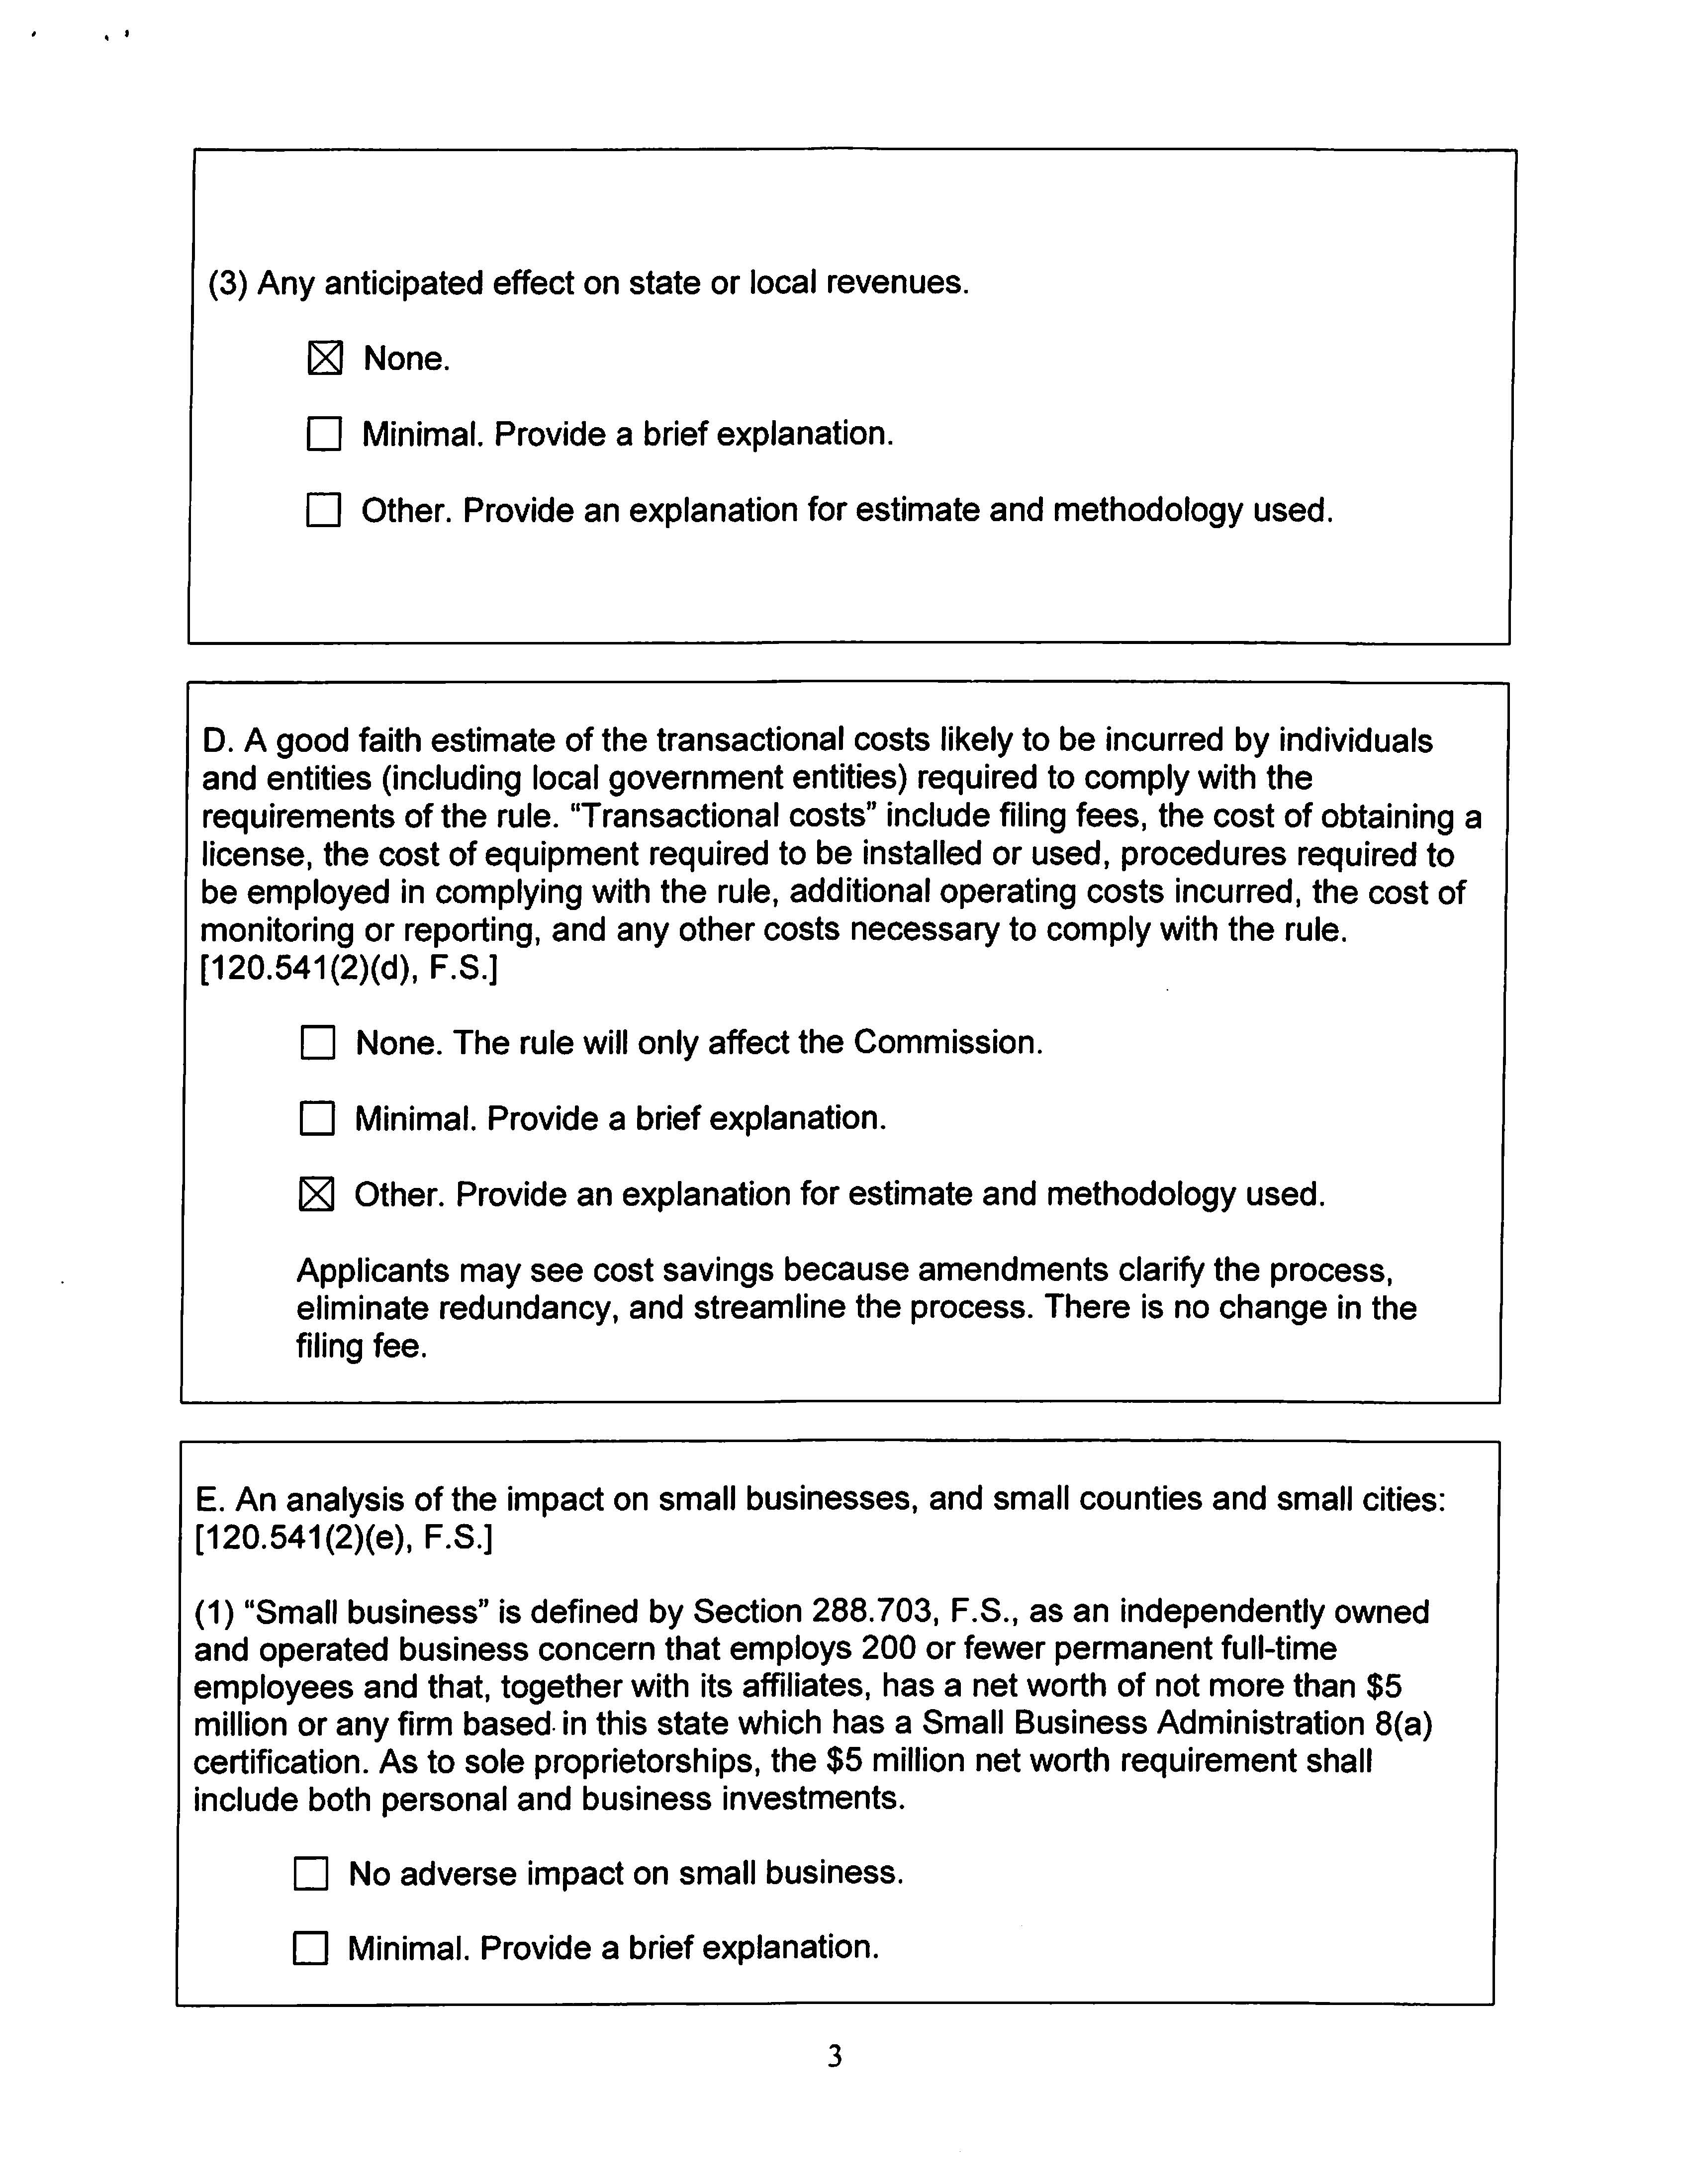 (3) Any anticipated effect on state or local revenues.
☒ None.
☐ Minimal. Provide a brief explanation.
☐ Other. Provide an explanation for estimate and methodology used.
D. A good faith estimate of the transactional costs likely to be incurred by individuals
and entities (including local government entities) required to comply with the
requirements of the rule. “Transactional costs” include filing fees, the cost of obtaining a
license, the cost of equipment required to be installed or used, procedures required to
be employed in complying with the rule, additional operating costs incurred, the cost of
monitoring or reporting, and any other costs necessary to comply with the rule.
[120.541(2)(d), F.S.]
☐ None. The rule will only affect the Commission.
☐ Minimal. Provide a brief explanation.
☒ Other. Provide an explanation for estimate and methodology used.
Applicants may see cost savings because amendments clarify the process,
eliminate redundancy, and streamline the process. There is no change in the
filing fee.
E. An analysis of the impact on small businesses, and small counties and small cities:
[120.541(2)(e), F.S.]
(1) “Small business” is defined by Section 288.703, F.S., as an independently owned
and operated business concern that employs 200 or fewer permanent full-time
employees and that, together with its affiliates, has a net worth of not more than $5
million or any firm based in this state which has a Small Business Administration 8(a)
certification. As to sole proprietorships, the $5 million net worth requirement shall
include both personal and business investments.
☐ No adverse impact on small business.
☐ Minimal. Provide a brief explanation.
3